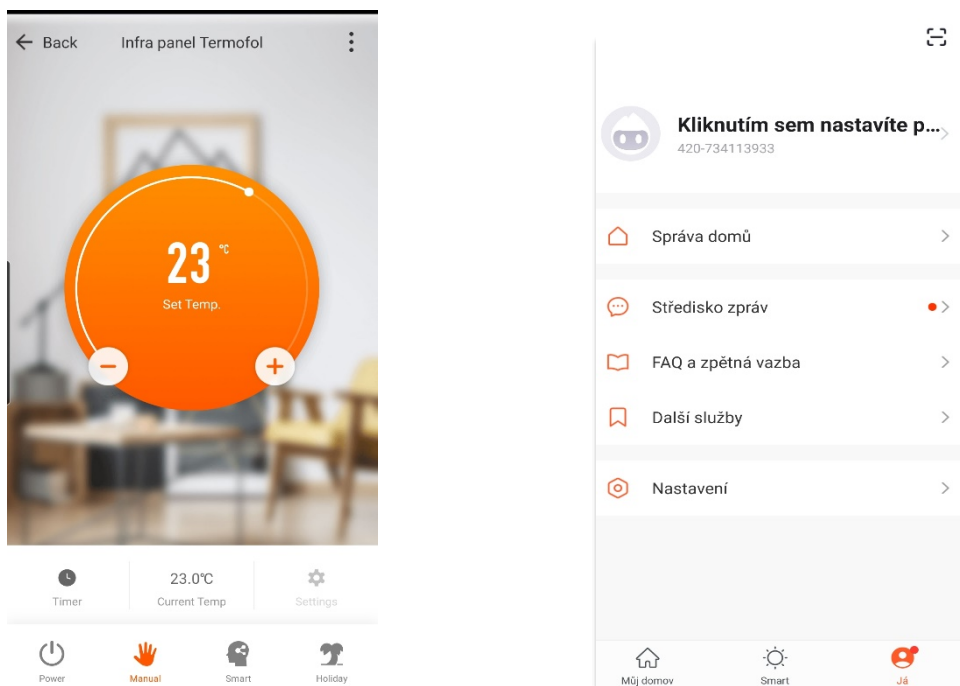 Back
Infra panel Termofol
23 °C
Set Temp.
Timer
23.0℃
Current Temp
Settings
Power
Manual
Smart
Holiday
Kliknutím sem nastavíte p...
420-734113933
Správa domů
Středisko zpráv
FAQ a zpětná vazba
Další služby
Nastavení
Můj domov
Smart
Já